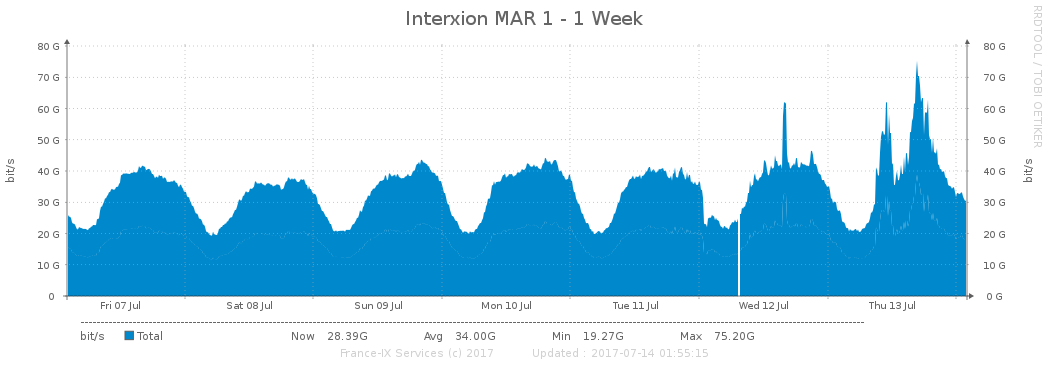 Interxion MAR 1 - 1 Week
RRDTOOL / TOBI OETIKER
bit/s
bit/s
80 G 80 G
70 G 70 G
60 G 60 G
50 G 50 G
40 G 40 G
30 G 30 G
20 G 20 G
10 G 10 G
0 0 G
Fri 07 Jul Sat 08 Jul Sun 09 Jul Mon 10 Jul Tue 11 Jul Wed 12 Jul Thu 13 Jul
bit/s Total Now 28.39G Avg 34.00G Min 19.27G Max 75.20G
France-IX Services (c) 2017 Updated : 2017-07-14 01:55:15